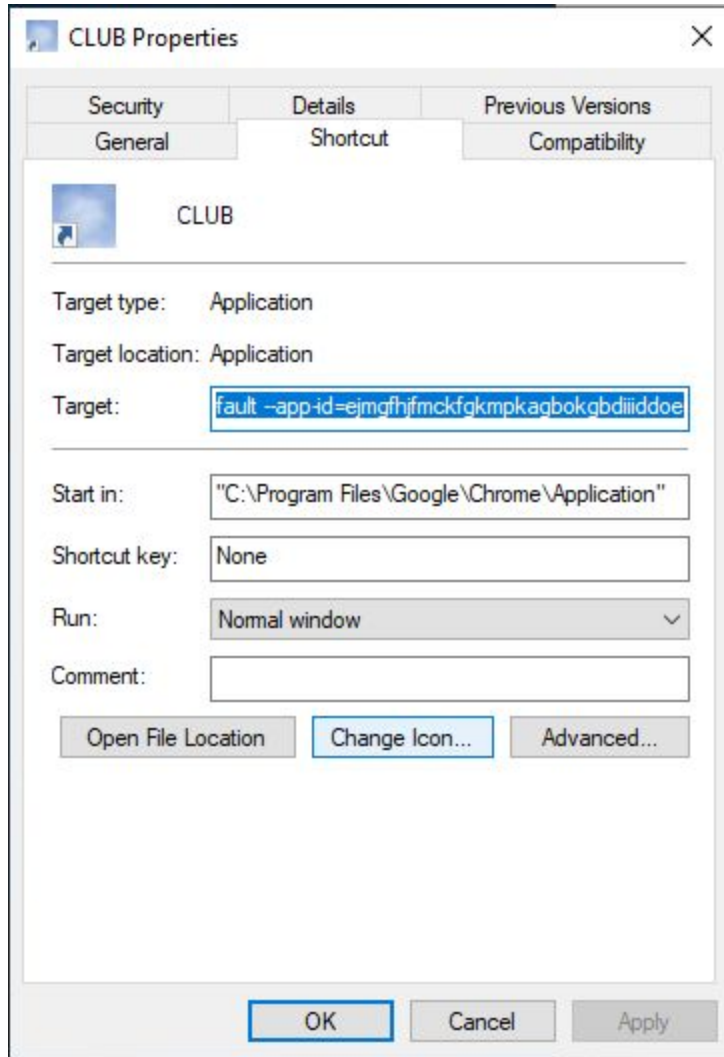 CLUB Properties
Security Details Previous Versions
General Shortcut Compatibility
CLUB
Target type: Application
Target location: Application
Target: fault --app-id=ejmgfhjfmckfgkmpkagbokgbdiiiddoe
Start in: "C:\Program Files\Google\Chrome\Application"
Shortcut key: None
Run: Normal window
Comment:
Open File Location Change Icon... Advanced...
OK Cancel Apply